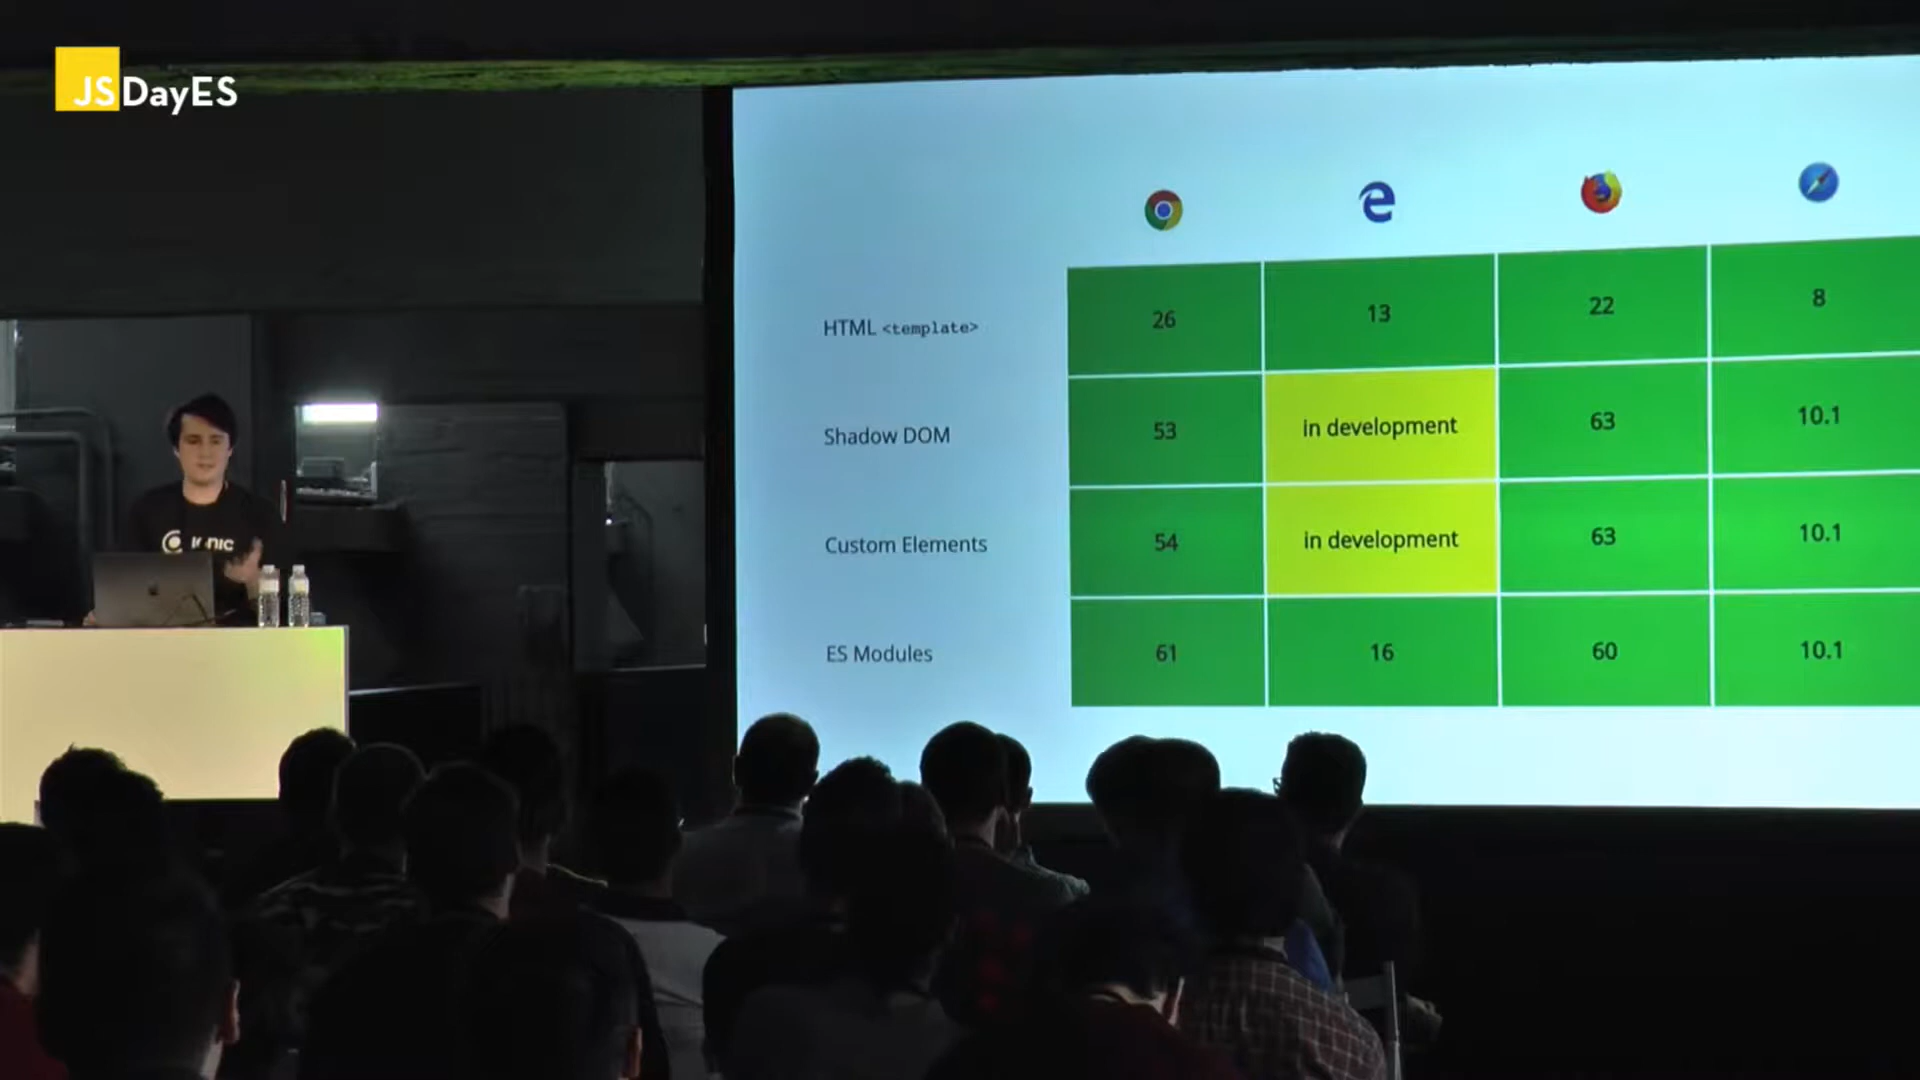 JSDayES
HTML <template> 26 13 22 8
Shadow DOM 53 in development 63 10.1
Custom Elements 54 in development 63 10.1
ES Modules 61 16 60 10.1
ionic